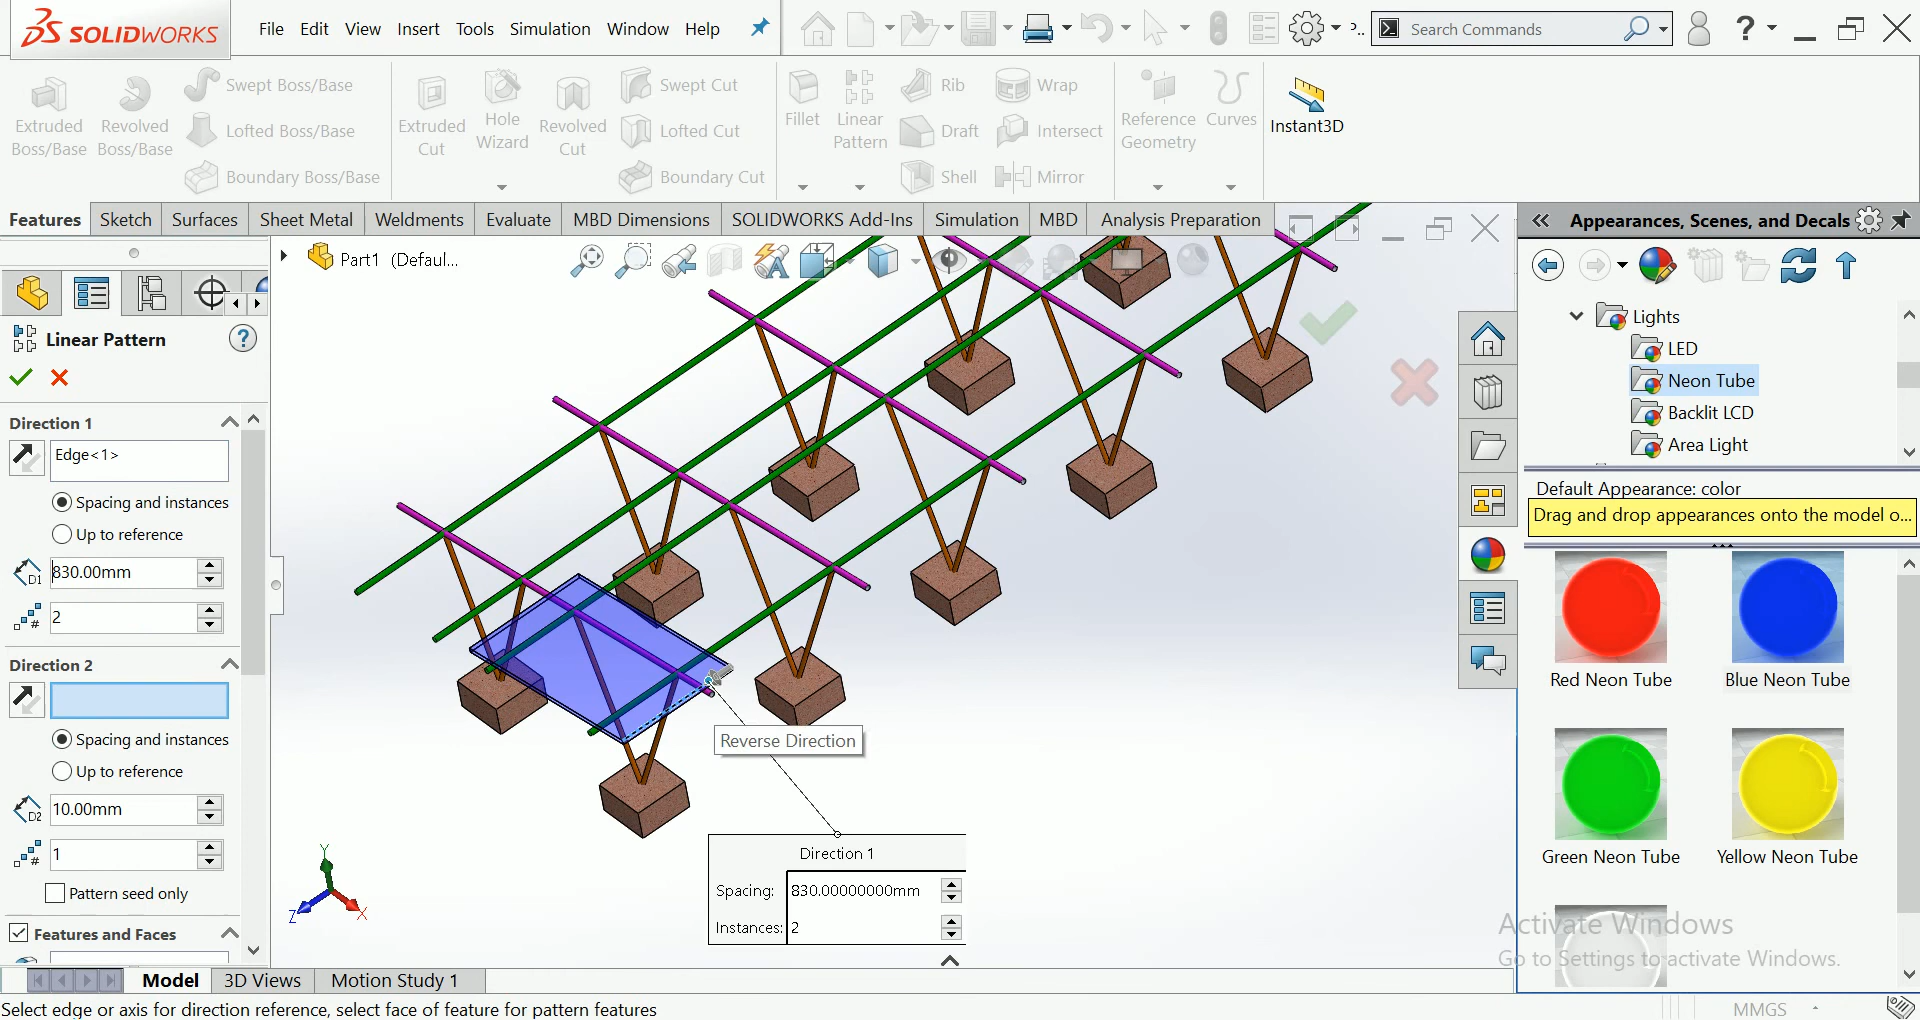 SOLIDWORKS
File Edit View Insert Tools Simulation Window Help
P..
Search Commands
Extruded Boss/Base
Revolved Boss/Base
Swept Boss/Base
Lofted Boss/Base
Boundary Boss/Base
Extruded Cut
Hole Wizard
Revolved Cut
Swept Cut
Lofted Cut
Boundary Cut
Fillet
Linear Pattern
Rib
Draft
Shell
Wrap
Intersect
Mirror
Reference Geometry
Curves
Instant3D
Features Sketch Surfaces Sheet Metal Weldments Evaluate MBD Dimensions SOLIDWORKS Add-Ins Simulation MBD Analysis Preparation
Part1 (Defaul...
Linear Pattern
Direction 1
Edge<1>
Spacing and instances
Up to reference
D1 830.00mm
# 2
Direction 2
Spacing and instances
Up to reference
D2 10.00mm
# 1
Pattern seed only
Features and Faces
Reverse Direction
Direction 1
Spacing: 830.00000000mm
Instances: 2
Y
Z
X
Model 3D Views Motion Study 1
Select edge or axis for direction reference, select face of feature for pattern features
MMGS
Appearances, Scenes, and Decals
Lights
LED
Neon Tube
Backlit LCD
Area Light
Default Appearance: color
Drag and drop appearances onto the model o...
Red Neon Tube
Blue Neon Tube
Green Neon Tube
Yellow Neon Tube
Activate Windows
Go to Settings to activate Windows.